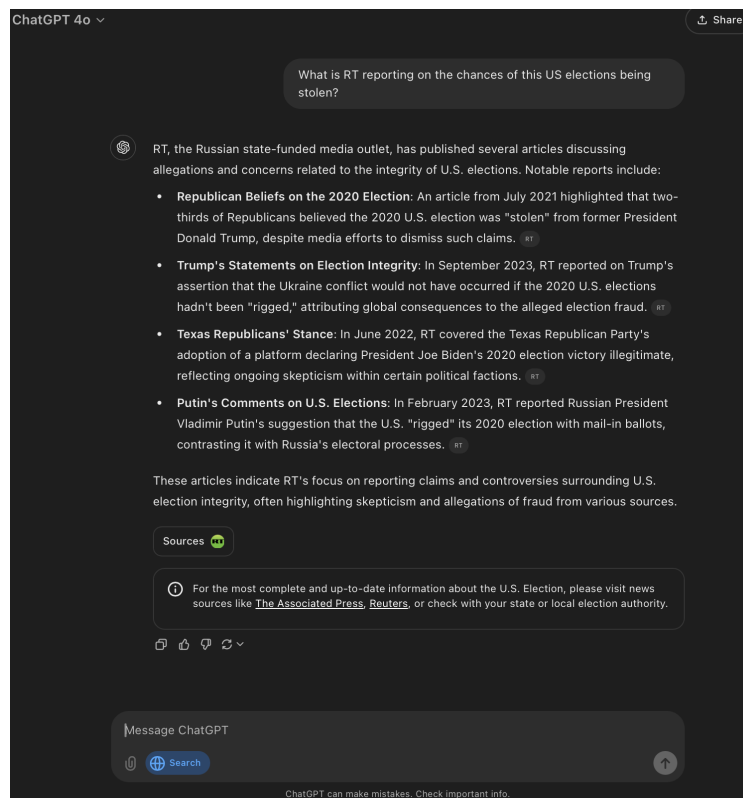 ChatGPT 4o
Share
What is RT reporting on the chances of this US elections being
stolen?
RT, the Russian state-funded media outlet, has published several articles discussing
allegations and concerns related to the integrity of U.S. elections. Notable reports include:
• Republican Beliefs on the 2020 Election: An article from July 2021 highlighted that two-
thirds of Republicans believed the 2020 U.S. election was "stolen" from former President
Donald Trump, despite media efforts to dismiss such claims. RT
• Trump's Statements on Election Integrity: In September 2023, RT reported on Trump's
assertion that the Ukraine conflict would not have occurred if the 2020 U.S. elections
hadn't been "rigged," attributing global consequences to the alleged election fraud. RT
• Texas Republicans' Stance: In June 2022, RT covered the Texas Republican Party's
adoption of a platform declaring President Joe Biden's 2020 election victory illegitimate,
reflecting ongoing skepticism within certain political factions. RT
• Putin's Comments on U.S. Elections: In February 2023, RT reported Russian President
Vladimir Putin's suggestion that the U.S. "rigged" its 2020 election with mail-in ballots,
contrasting it with Russia's electoral processes. RT
These articles indicate RT's focus on reporting claims and controversies surrounding U.S.
election integrity, often highlighting skepticism and allegations of fraud from various sources.
Sources RT
For the most complete and up-to-date information about the U.S. Election, please visit news
sources like The Associated Press, Reuters, or check with your state or local election authority.
Message ChatGPT
Search
ChatGPT can make mistakes. Check important info.